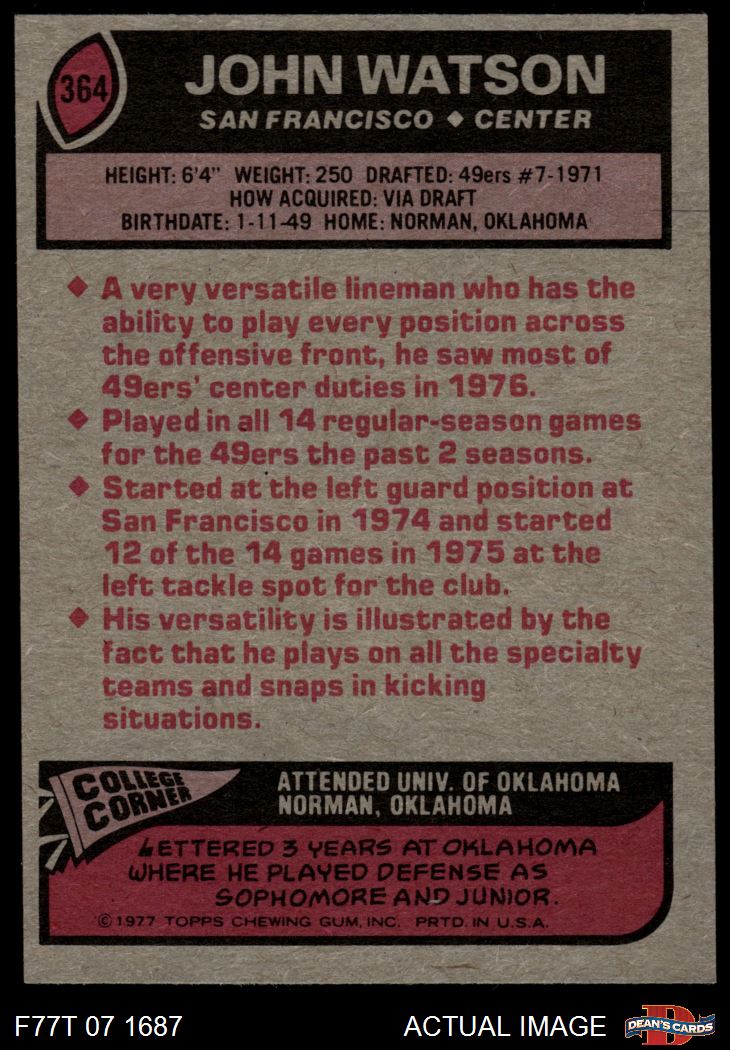 364
JOHN WATSON
SAN FRANCISCO ◆ CENTER
HEIGHT: 6'4" WEIGHT: 250 DRAFTED: 49ers #7-1971
HOW ACQUIRED: VIA DRAFT
BIRTHDATE: 1-11-49 HOME: NORMAN, OKLAHOMA
◆ A very versatile lineman who has the
ability to play every position across
the offensive front, he saw most of
49ers' center duties in 1976.
◆ Played in all 14 regular-season games
for the 49ers the past 2 seasons.
◆ Started at the left guard position at
San Francisco in 1974 and started
12 of the 14 games in 1975 at the
left tackle spot for the club.
◆ His versatility is illustrated by the
fact that he plays on all the specialty
teams and snaps in kicking
situations.
COLLEGE
CORNER
ATTENDED UNIV. OF OKLAHOMA
NORMAN, OKLAHOMA
LETTERED 3 YEARS AT OKLAHOMA
WHERE HE PLAYED DEFENSE AS
SOPHOMORE AND JUNIOR.
© 1977 TOPPS CHEWING GUM, INC. PRTD. IN U.S.A.
F77T 07 1687
ACTUAL IMAGE
D
DEAN'S CARDS